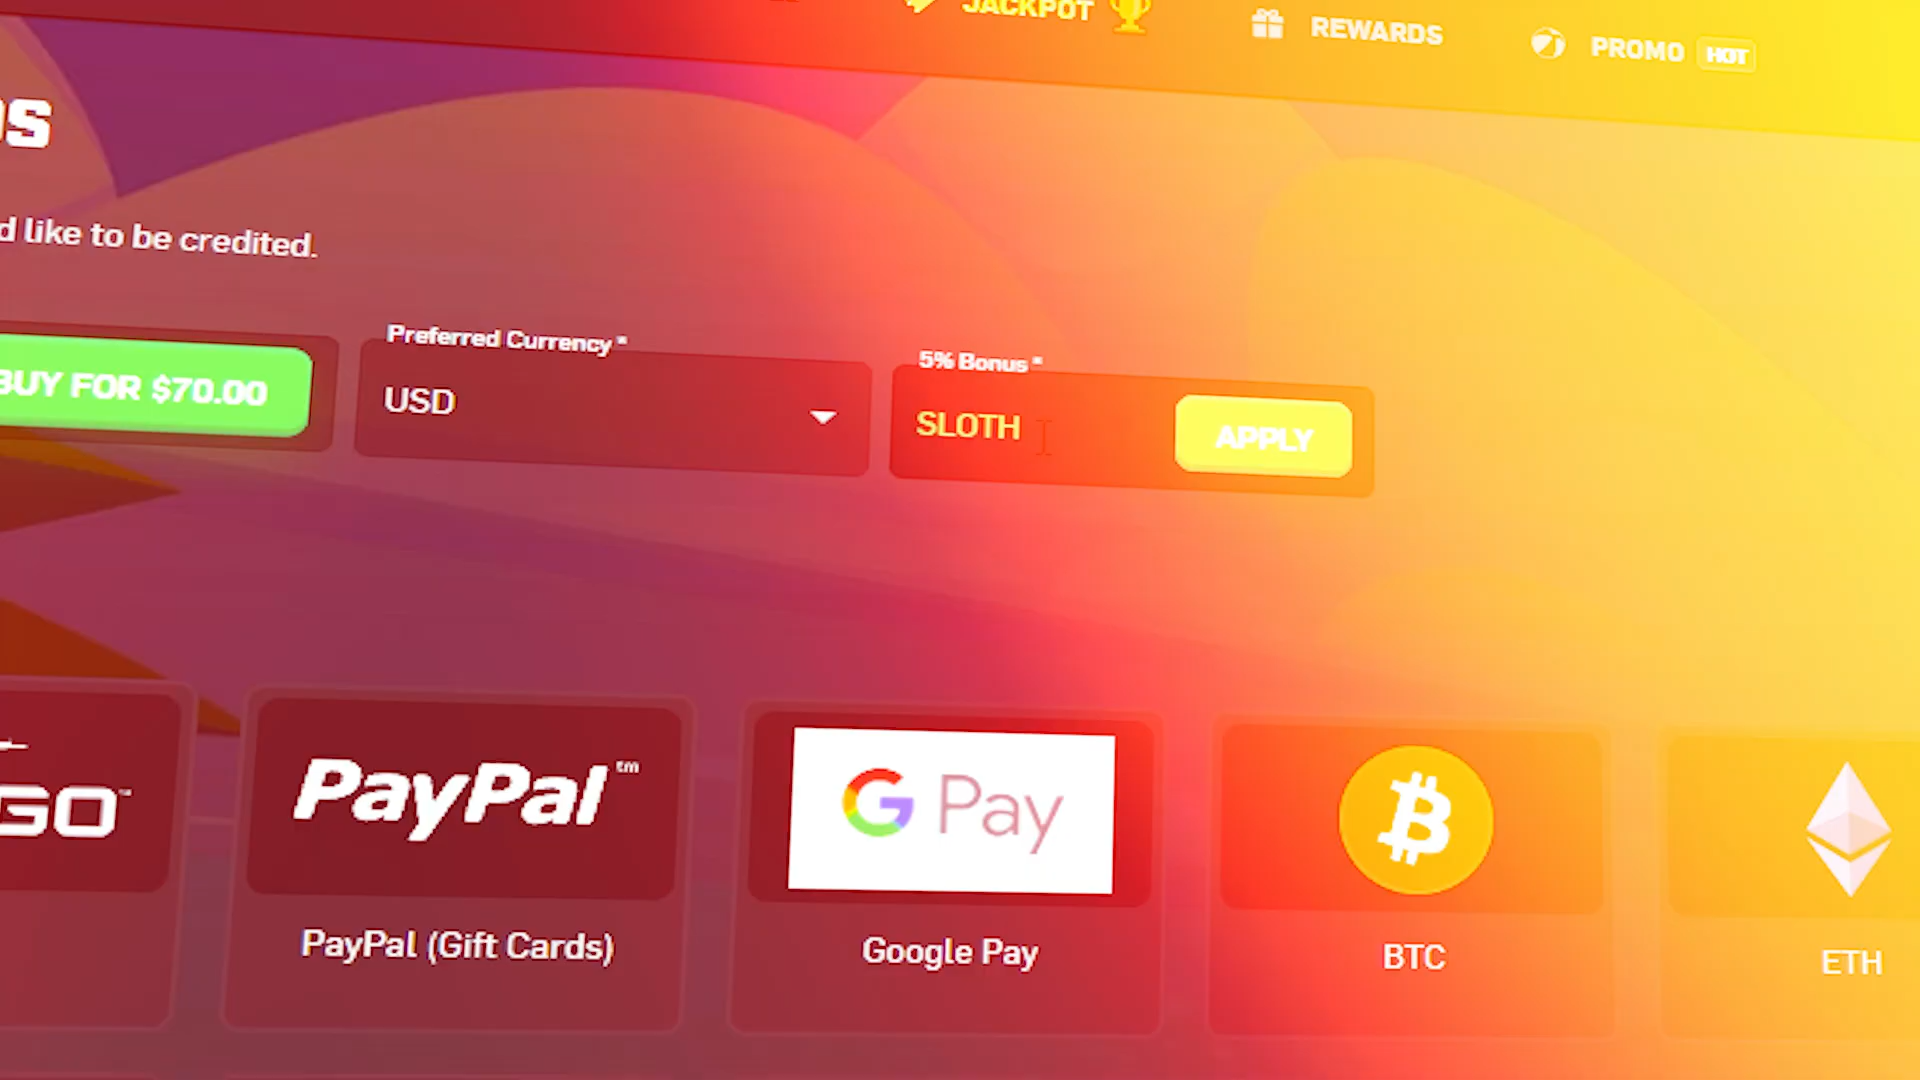 JACKPOT
REWARDS
PROMO HOT
d like to be credited.
BUY FOR $70.00
Preferred Currency *
USD
5% Bonus *
SLOTH
APPLY
GO™
PayPal™
G Pay
PayPal (Gift Cards)
Google Pay
BTC
ETH